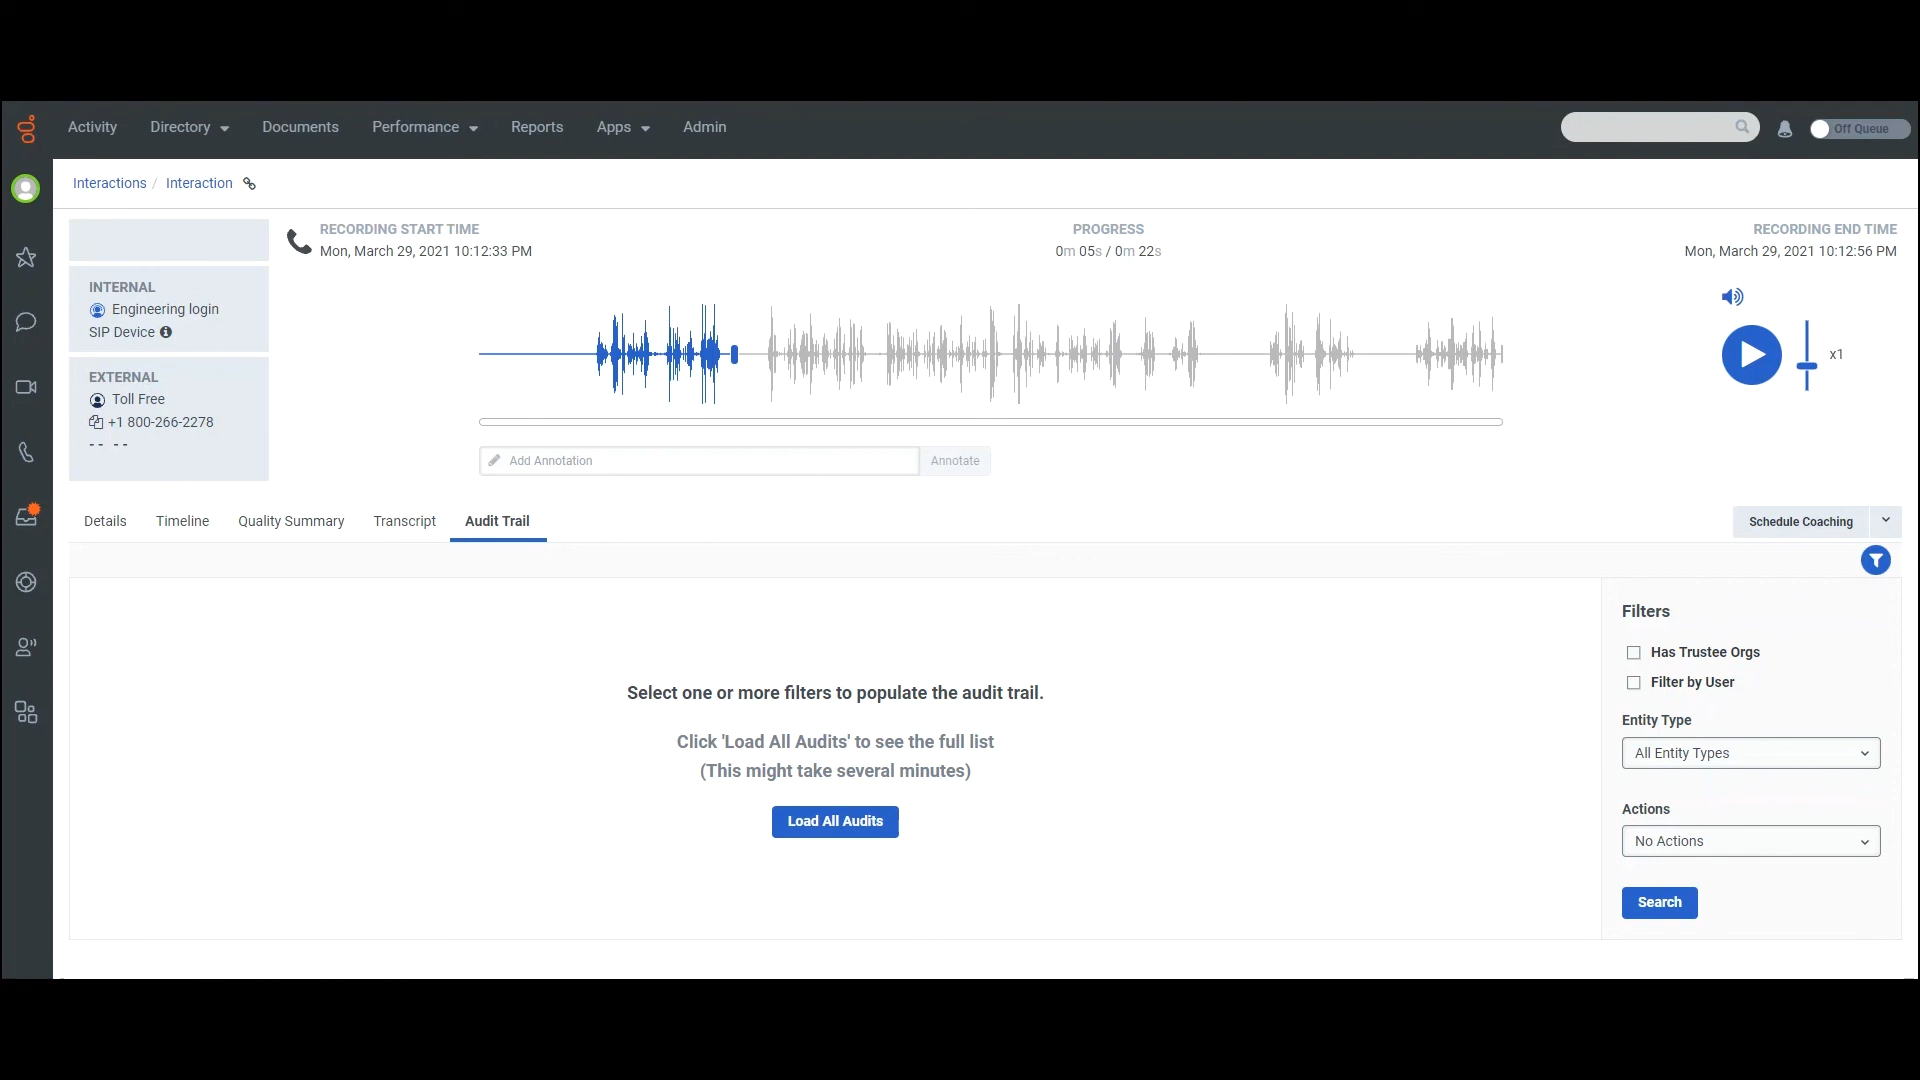 Activity Directory Documents Performance Reports Apps Admin Off Queue
Interactions / Interaction
RECORDING START TIME
Mon, March 29, 2021 10:12:33 PM
PROGRESS
0m 05s / 0m 22s
RECORDING END TIME
Mon, March 29, 2021 10:12:56 PM
INTERNAL
Engineering login
SIP Device
EXTERNAL
Toll Free
+1 800-266-2278
-- --
x1
Add Annotation Annotate
Details Timeline Quality Summary Transcript Audit Trail Schedule Coaching
Select one or more filters to populate the audit trail.
Click 'Load All Audits' to see the full list
(This might take several minutes)
Load All Audits
Filters
Has Trustee Orgs
Filter by User
Entity Type
All Entity Types
Actions
No Actions
Search